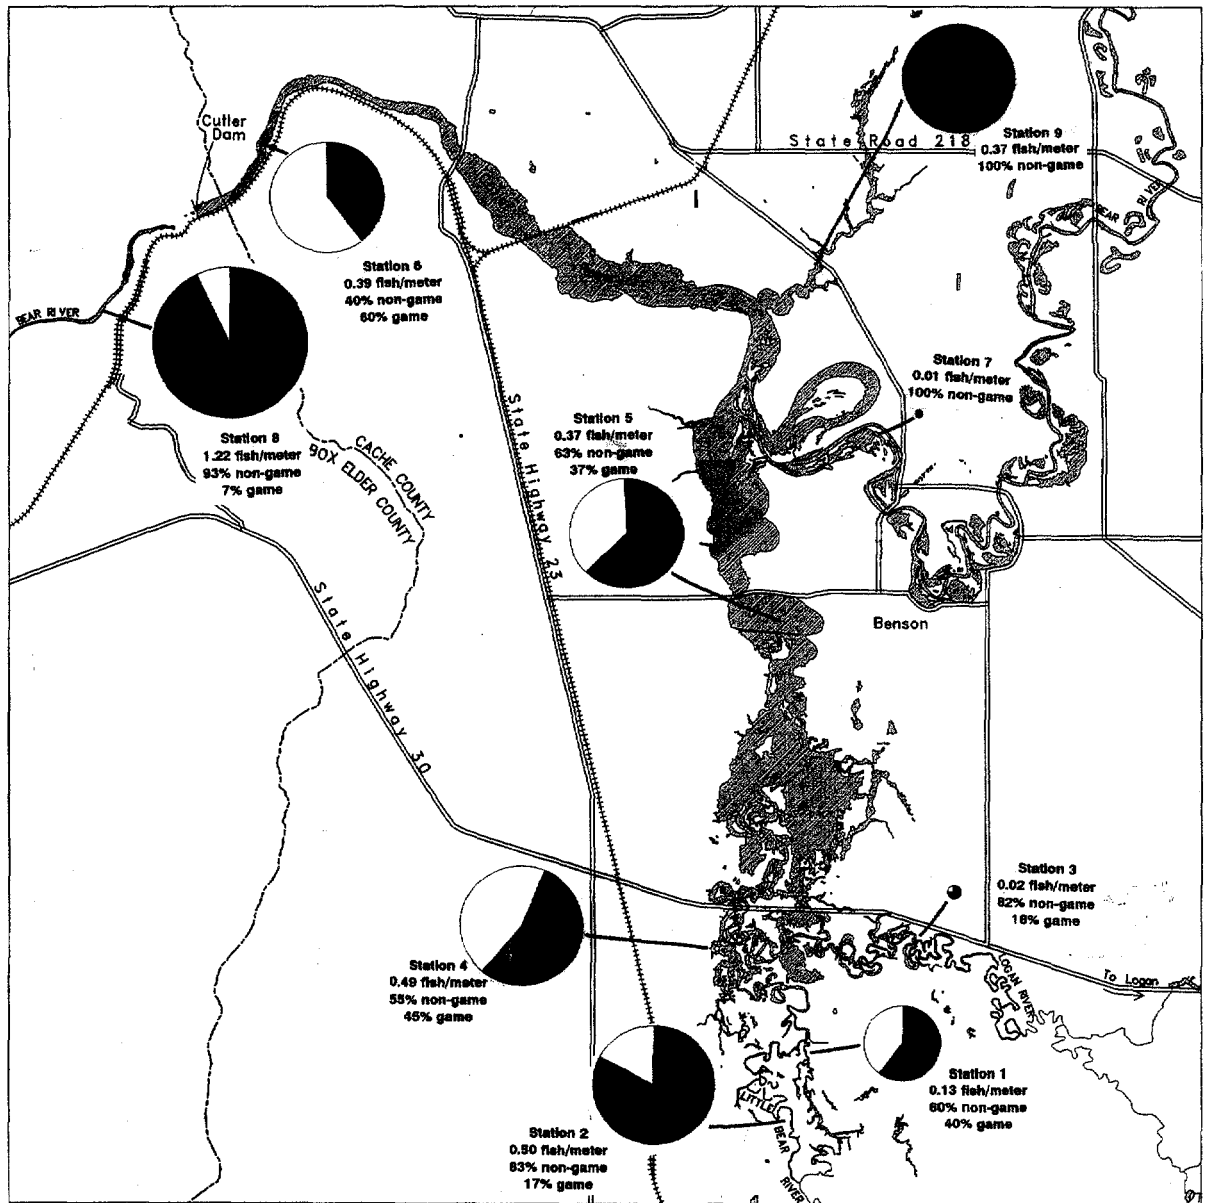 Cutler
Dam
State Road 218
Station 9
0.37 fish/meter
100% non-game
BEAR RIVER
Station 6
0.39 fish/meter
40% non-game
60% game
BEAR RIVER
Station 7
0.01 fish/meter
100% non-game
Station 5
0.37 fish/meter
63% non-game
37% game
Station 8
1.22 fish/meter
93% non-game
7% game
CACHE COUNTY
BOX ELDER COUNTY
State Highway 23
State Highway 30
Benson
Station 3
0.02 fish/meter
82% non-game
18% game
Station 4
0.49 fish/meter
55% non-game
45% game
LOGAN RIVER
To Logan
Station 1
0.13 fish/meter
60% non-game
40% game
LITTLE BEAR RIVER
Station 2
0.50 fish/meter
83% non-game
17% game